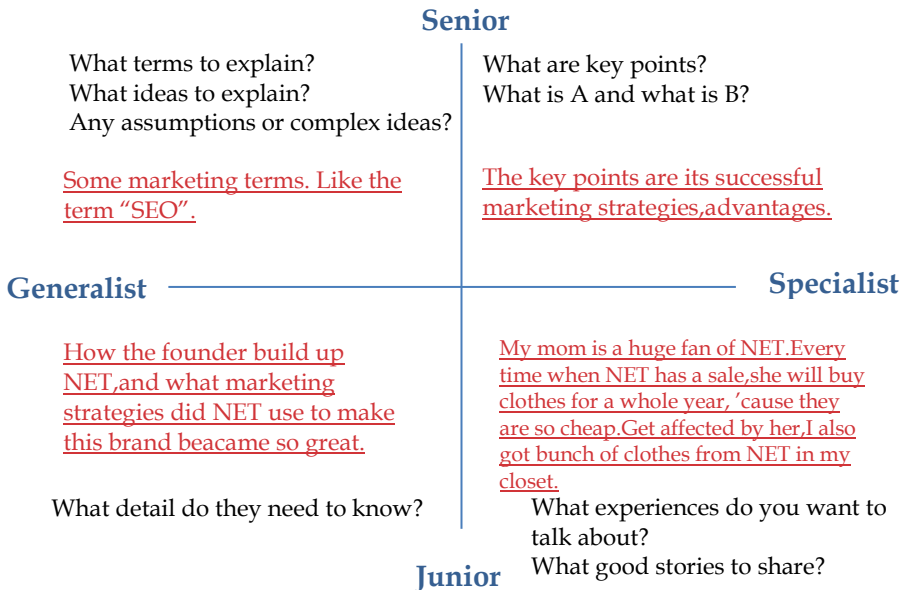 Senior
What terms to explain?
What ideas to explain?
Any assumptions or complex ideas?
Some marketing terms. Like the
term “SEO”.
What are key points?
What is A and what is B?
The key points are its successful
marketing strategies,advantages.
Generalist
Specialist
How the founder build up
NET,and what marketing
strategies did NET use to make
this brand beacame so great.
What detail do they need to know?
My mom is a huge fan of NET.Every
time when NET has a sale,she will buy
clothes for a whole year, ’cause they
are so cheap.Get affected by her,I also
got bunch of clothes from NET in my
closet.
What experiences do you want to
talk about?
What good stories to share?
Junior